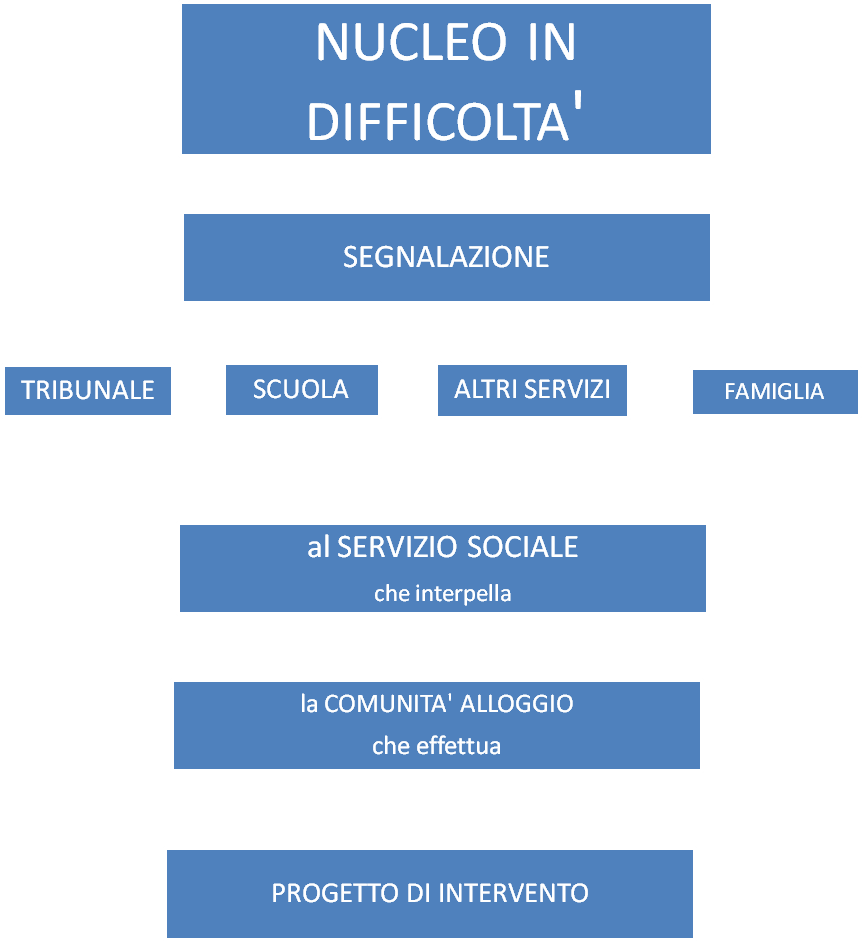 NUCLEO IN
DIFFICOLTA'
SEGNALAZIONE
TRIBUNALE
SCUOLA
ALTRI SERVIZI
FAMIGLIA
al SERVIZIO SOCIALE
che interpella
la COMUNITA' ALLOGGIO
che effettua
PROGETTO DI INTERVENTO